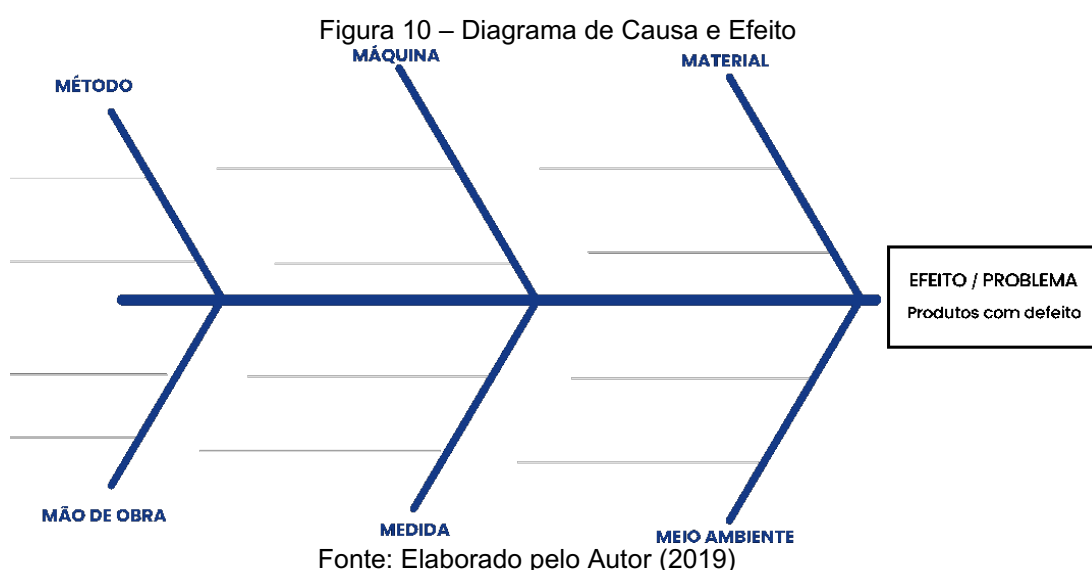 Figura 10 – Diagrama de Causa e Efeito
MÉTODO
MÁQUINA
MATERIAL
EFEITO / PROBLEMA
Produtos com defeito
MÃO DE OBRA
MEDIDA
MEIO AMBIENTE
Fonte: Elaborado pelo Autor (2019)